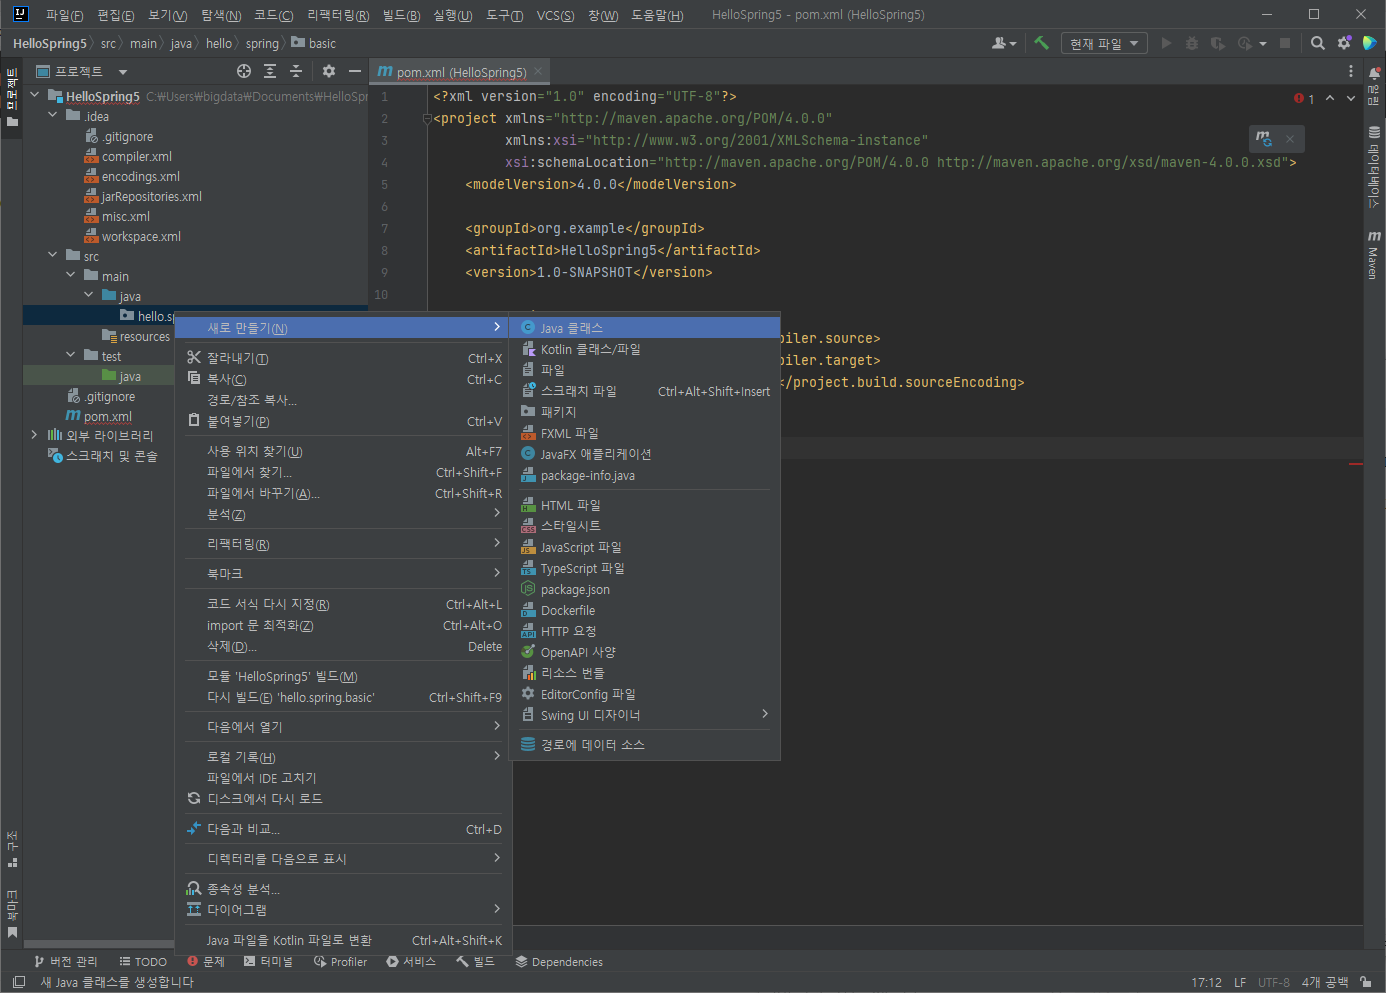 파일(F) 편집(E) 보기(V) 탐색(N) 코드(C) 리팩터링(R) 빌드(B) 실행(U) 도구(T) VCS(S) 창(W) 도움말(H) HelloSpring5 - pom.xml (HelloSpring5)
HelloSpring5 src main java hello spring basic
현재 파일
프로젝트
pom.xml (HelloSpring5)
프로젝트
구조
북마크
HelloSpring5 C:₩Users₩bigdata₩Documents₩HelloSpr
.idea
.gitignore
compiler.xml
encodings.xml
jarRepositories.xml
misc.xml
workspace.xml
src
main
java
hello.sp
resources
test
java
.gitignore
pom.xml
외부 라이브러리
스크래치 및 콘솔
1 <?xml version="1.0" encoding="UTF-8"?>
2 <project xmlns="http://maven.apache.org/POM/4.0.0"
3 xmlns:xsi="http://www.w3.org/2001/XMLSchema-instance"
4 xsi:schemaLocation="http://maven.apache.org/POM/4.0.0 http://maven.apache.org/xsd/maven-4.0.0.xsd">
5 <modelVersion>4.0.0</modelVersion>
6
7 <groupId>org.example</groupId>
8 <artifactId>HelloSpring5</artifactId>
9 <version>1.0-SNAPSHOT</version>
10
piler.source>
piler.target>
</project.build.sourceEncoding>
1
알림
데이터베이스
Maven
새로 만들기(N)
잘라내기(T) Ctrl+X
복사(C) Ctrl+C
경로/참조 복사...
붙여넣기(P) Ctrl+V
사용 위치 찾기(U) Alt+F7
파일에서 찾기... Ctrl+Shift+F
파일에서 바꾸기(A)... Ctrl+Shift+R
분석(Z)
리팩터링(R)
북마크
코드 서식 다시 지정(R) Ctrl+Alt+L
import 문 최적화(Z) Ctrl+Alt+O
삭제(D)... Delete
모듈 'HelloSpring5' 빌드(M)
다시 빌드(E) 'hello.spring.basic' Ctrl+Shift+F9
다음에서 열기
로컬 기록(H)
파일에서 IDE 고치기
디스크에서 다시 로드
다음과 비교... Ctrl+D
디렉터리를 다음으로 표시
종속성 분석...
다이어그램
Java 파일을 Kotlin 파일로 변환 Ctrl+Alt+Shift+K
Java 클래스
Kotlin 클래스/파일
파일
스크래치 파일 Ctrl+Alt+Shift+Insert
패키지
FXML 파일
JavaFX 애플리케이션
package-info.java
HTML 파일
스타일시트
JavaScript 파일
TypeScript 파일
package.json
Dockerfile
HTTP 요청
OpenAPI 사양
리소스 번들
EditorConfig 파일
Swing UI 디자이너
경로에 데이터 소스
버전 관리 TODO 문제 터미널 Profiler 서비스 빌드 Dependencies
새 Java 클래스를 생성합니다
17:12 LF UTF-8 4개 공백